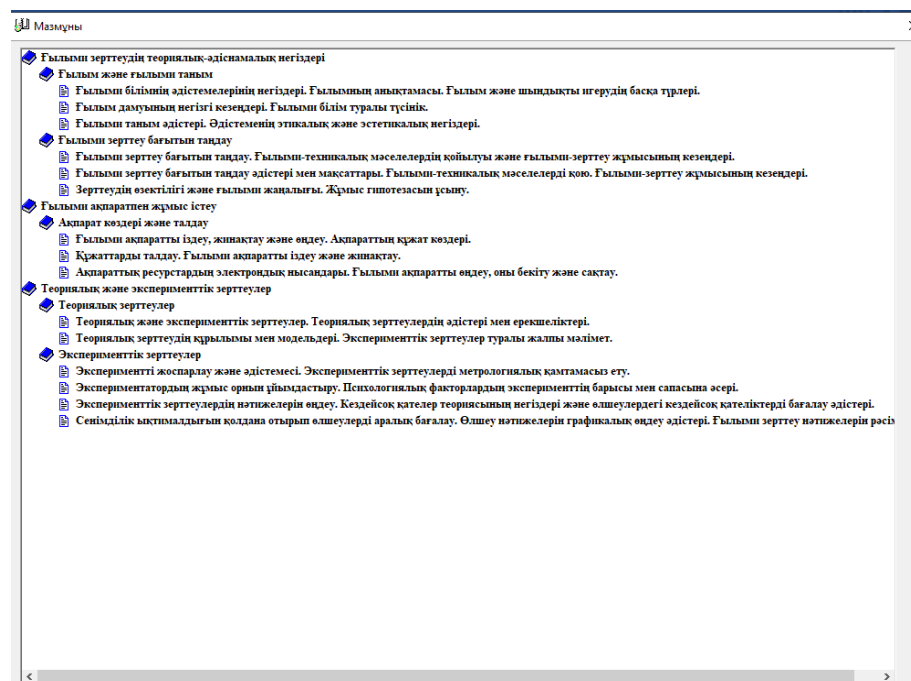 Мазмұны
Ғылыми зерттеудің теориялық-әдіснамалық негіздері
Ғылым және ғылыми таным
Ғылыми білімнің әдістемелерінің негіздері. Ғылымның анықтамасы. Ғылым және шындықты игерудің басқа түрлері.
Ғылым дамуының негізгі кезеңдері. Ғылыми білім туралы түсінік.
Ғылыми таным әдістері. Әдістеменің этикалық және эстетикалық негіздері.
Ғылыми зерттеу бағытын таңдау
Ғылыми зерттеу бағытын таңдау. Ғылыми-техникалық мәселелердің қойылуы және ғылыми-зерттеу жұмысының кезеңдері.
Ғылыми зерттеу бағытын таңдау әдістері мен мақсаттары. Ғылыми-техникалық мәселелерді қою. Ғылыми-зерттеу жұмысының кезеңдері.
Зерттеудің өзектілігі және ғылыми жаңалығы. Жұмыс гипотезасын ұсыну.
Ғылыми ақпаратпен жұмыс істеу
Ақпарат көздері және талдау
Ғылыми ақпаратты іздеу, жинақтау және өңдеу. Ақпараттың құжат көздері.
Құжаттарды талдау. Ғылыми ақпаратты іздеу және жинақтау.
Ақпараттық ресурстардың электрондық нысандары. Ғылыми ақпаратты өңдеу, оны бекіту және сақтау.
Теориялық және эксперименттік зерттеулер
Теориялық зерттеулер
Теориялық және эксперименттік зерттеулер. Теориялық зерттеулердің әдістері мен ерекшеліктері.
Теориялық зерттеудің құрылымы мен модельдері. Эксперименттік зерттеулер туралы жалпы мәлімет.
Эксперименттік зерттеулер
Экспериментті жоспарлау және әдістемесі. Эксперименттік зерттеулерді метрологиялық қамтамасыз ету.
Экспериментатордың жұмыс орнын ұйымдастыру. Психологиялық факторлардың эксперименттің барысы мен сапасына әсері.
Эксперименттік зерттеулердің нәтижелерін өңдеу. Кездейсоқ қателер теориясының негіздері және өлшеулердегі кездейсоқ қателіктерді бағалау әдістері.
Сенімділік ықтималдығын қолдана отырып өлшеулерді аралық бағалау. Өлшеу нәтижелерін графикалық өңдеу әдістері. Ғылыми зерттеу нәтижелерін